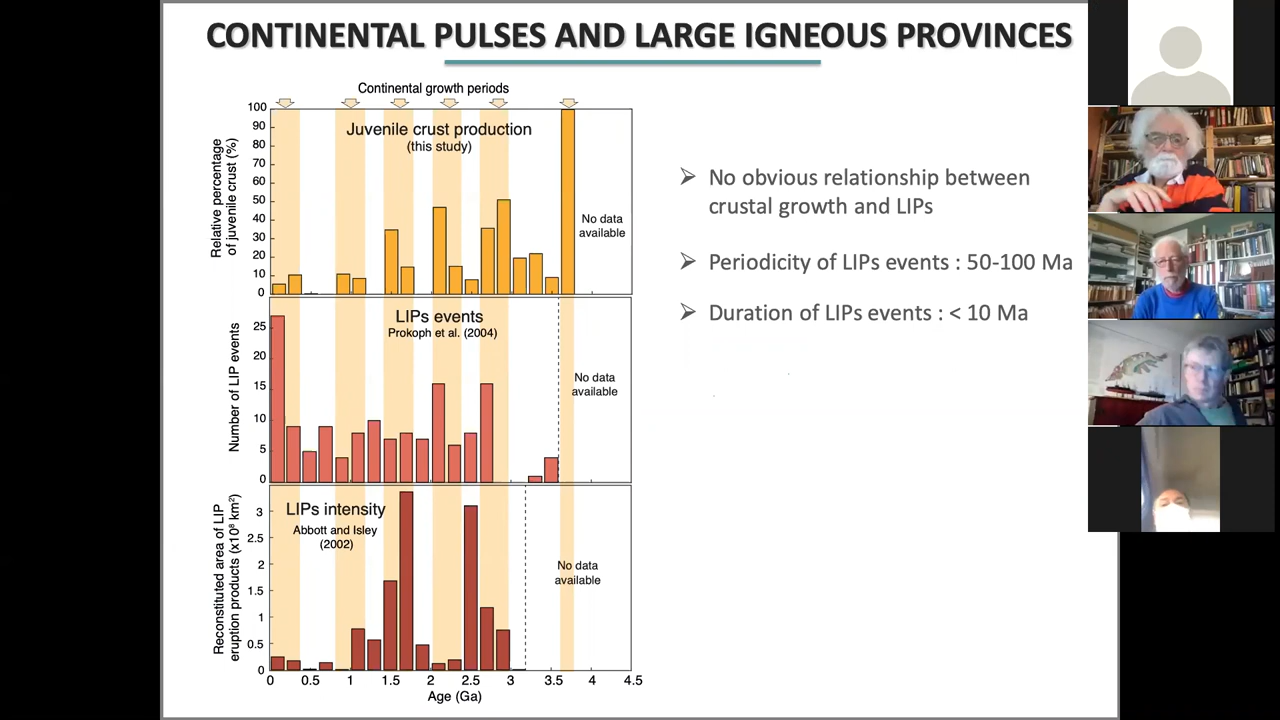 CONTINENTAL PULSES AND LARGE IGNEOUS PROVINCES
Continental growth periods
Relative percentage
of juvenile crust (%)
100
90
80
70
60
50
40
30
20
10
0
Juvenile crust production
(this study)
No data
available
Number of LIP events
25
20
15
10
5
0
LIPs events
Prokoph et al. (2004)
No data
available
Reconstituted area of LIP
eruption products (x10⁸ km²)
3
2.5
2
1.5
1
0.5
0
LIPs intensity
Abbott and Isley
(2002)
No data
available
0 0.5 1 1.5 2 2.5 3 3.5 4 4.5
Age (Ga)
➢ No obvious relationship between
crustal growth and LIPs
➢ Periodicity of LIPs events : 50-100 Ma
➢ Duration of LIPs events : < 10 Ma